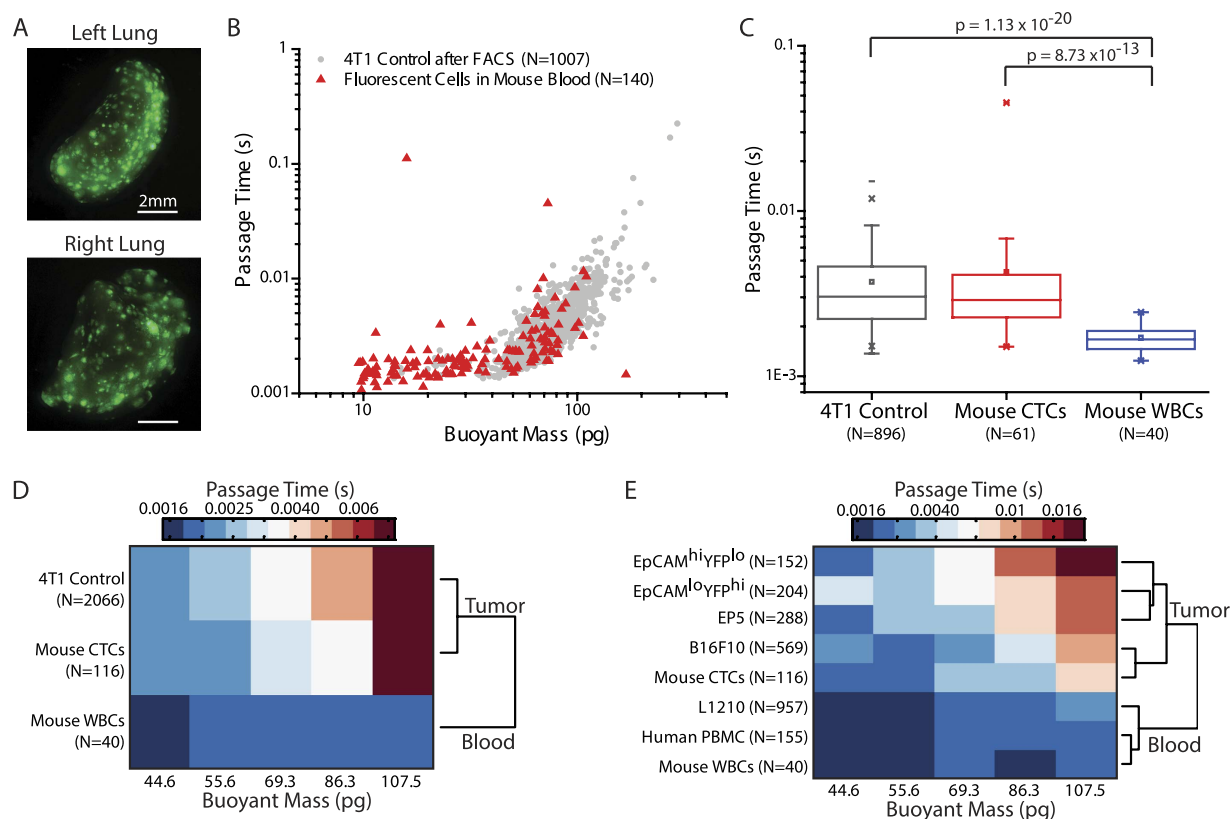 A
Left Lung
2mm
Right Lung
B
4T1 Control after FACS (N=1007)
Fluorescent Cells in Mouse Blood (N=140)
Passage Time (s)
1
0.1
0.01
0.001
10
100
Buoyant Mass (pg)
C
p = 1.13 x 10-20
p = 8.73 x10-13
Passage Time (s)
0.1
0.01
1E-3
4T1 Control
(N=896)
Mouse CTCs
(N=61)
Mouse WBCs
(N=40)
D
Passage Time (s)
0.0016 0.0025 0.0040 0.006
4T1 Control
(N=2066)
Mouse CTCs
(N=116)
Mouse WBCs
(N=40)
Tumor
Blood
44.6 55.6 69.3 86.3 107.5
Buoyant Mass (pg)
E
Passage Time (s)
0.0016 0.0040 0.01 0.016
EpCAMhiYFPlo (N=152)
EpCAMloYFPhi (N=204)
EP5 (N=288)
B16F10 (N=569)
Mouse CTCs (N=116)
L1210 (N=957)
Human PBMC (N=155)
Mouse WBCs (N=40)
Tumor
Blood
44.6 55.6 69.3 86.3 107.5
Buoyant Mass (pg)